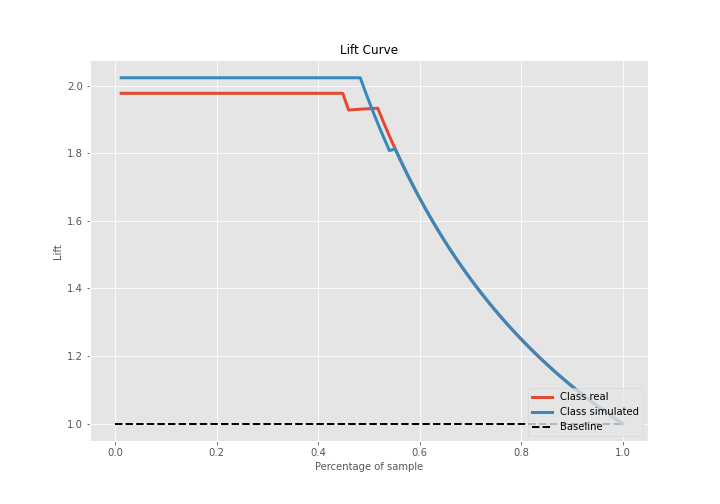 Lift Curve
Lift
2.0
1.8
1.6
1.4
1.2
1.0
0.0
0.2
0.4
0.6
0.8
1.0
Percentage of sample
Class real
Class simulated
Baseline